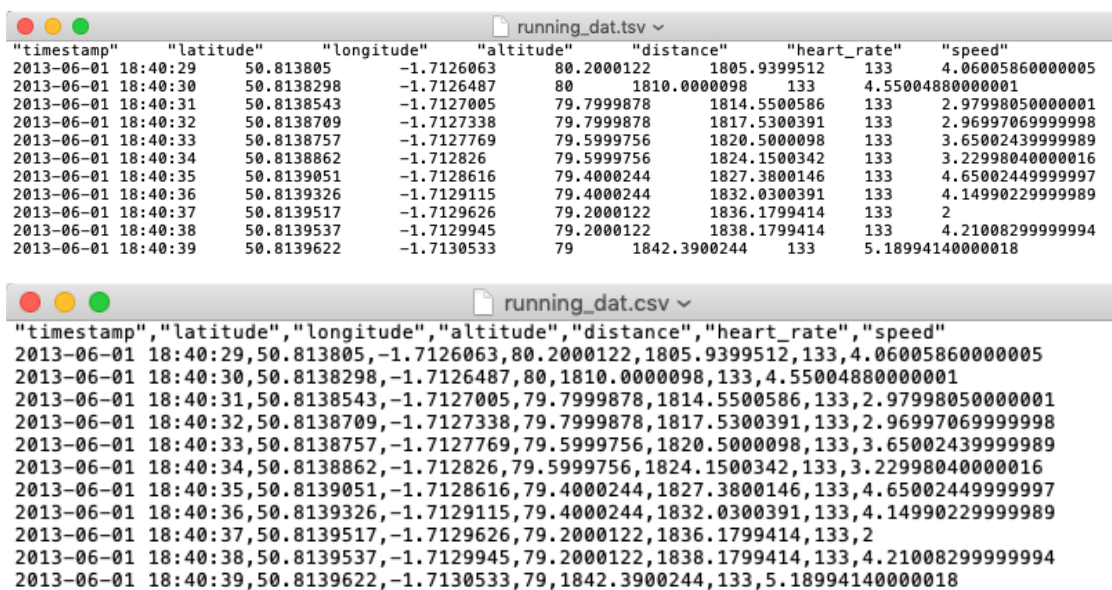 running_dat.tsv
"timestamp" "latitude" "longitude" "altitude" "distance" "heart_rate" "speed"
2013-06-01 18:40:29 50.813805 -1.7126063 80.2000122 1805.9399512 133 4.06005860000005
2013-06-01 18:40:30 50.8138298 -1.7126487 80 1810.0000098 133 4.55004880000001
2013-06-01 18:40:31 50.8138543 -1.7127005 79.7999878 1814.5500586 133 2.97998050000001
2013-06-01 18:40:32 50.8138709 -1.7127338 79.7999878 1817.5300391 133 2.96997069999998
2013-06-01 18:40:33 50.8138757 -1.7127769 79.5999756 1820.5000098 133 3.65002439999989
2013-06-01 18:40:34 50.8138862 -1.712826 79.5999756 1824.1500342 133 3.22998040000016
2013-06-01 18:40:35 50.8139051 -1.7128616 79.4000244 1827.3800146 133 4.65002449999997
2013-06-01 18:40:36 50.8139326 -1.7129115 79.4000244 1832.0300391 133 4.14990229999989
2013-06-01 18:40:37 50.8139517 -1.7129626 79.2000122 1836.1799414 133 2
2013-06-01 18:40:38 50.8139537 -1.7129945 79.2000122 1838.1799414 133 4.21008299999994
2013-06-01 18:40:39 50.8139622 -1.7130533 79 1842.3900244 133 5.18994140000018
running_dat.csv
"timestamp","latitude","longitude","altitude","distance","heart_rate","speed"
2013-06-01 18:40:29,50.813805,-1.7126063,80.2000122,1805.9399512,133,4.06005860000005
2013-06-01 18:40:30,50.8138298,-1.7126487,80,1810.0000098,133,4.55004880000001
2013-06-01 18:40:31,50.8138543,-1.7127005,79.7999878,1814.5500586,133,2.97998050000001
2013-06-01 18:40:32,50.8138709,-1.7127338,79.7999878,1817.5300391,133,2.96997069999998
2013-06-01 18:40:33,50.8138757,-1.7127769,79.5999756,1820.5000098,133,3.65002439999989
2013-06-01 18:40:34,50.8138862,-1.712826,79.5999756,1824.1500342,133,3.22998040000016
2013-06-01 18:40:35,50.8139051,-1.7128616,79.4000244,1827.3800146,133,4.65002449999997
2013-06-01 18:40:36,50.8139326,-1.7129115,79.4000244,1832.0300391,133,4.14990229999989
2013-06-01 18:40:37,50.8139517,-1.7129626,79.2000122,1836.1799414,133,2
2013-06-01 18:40:38,50.8139537,-1.7129945,79.2000122,1838.1799414,133,4.21008299999994
2013-06-01 18:40:39,50.8139622,-1.7130533,79,1842.3900244,133,5.18994140000018